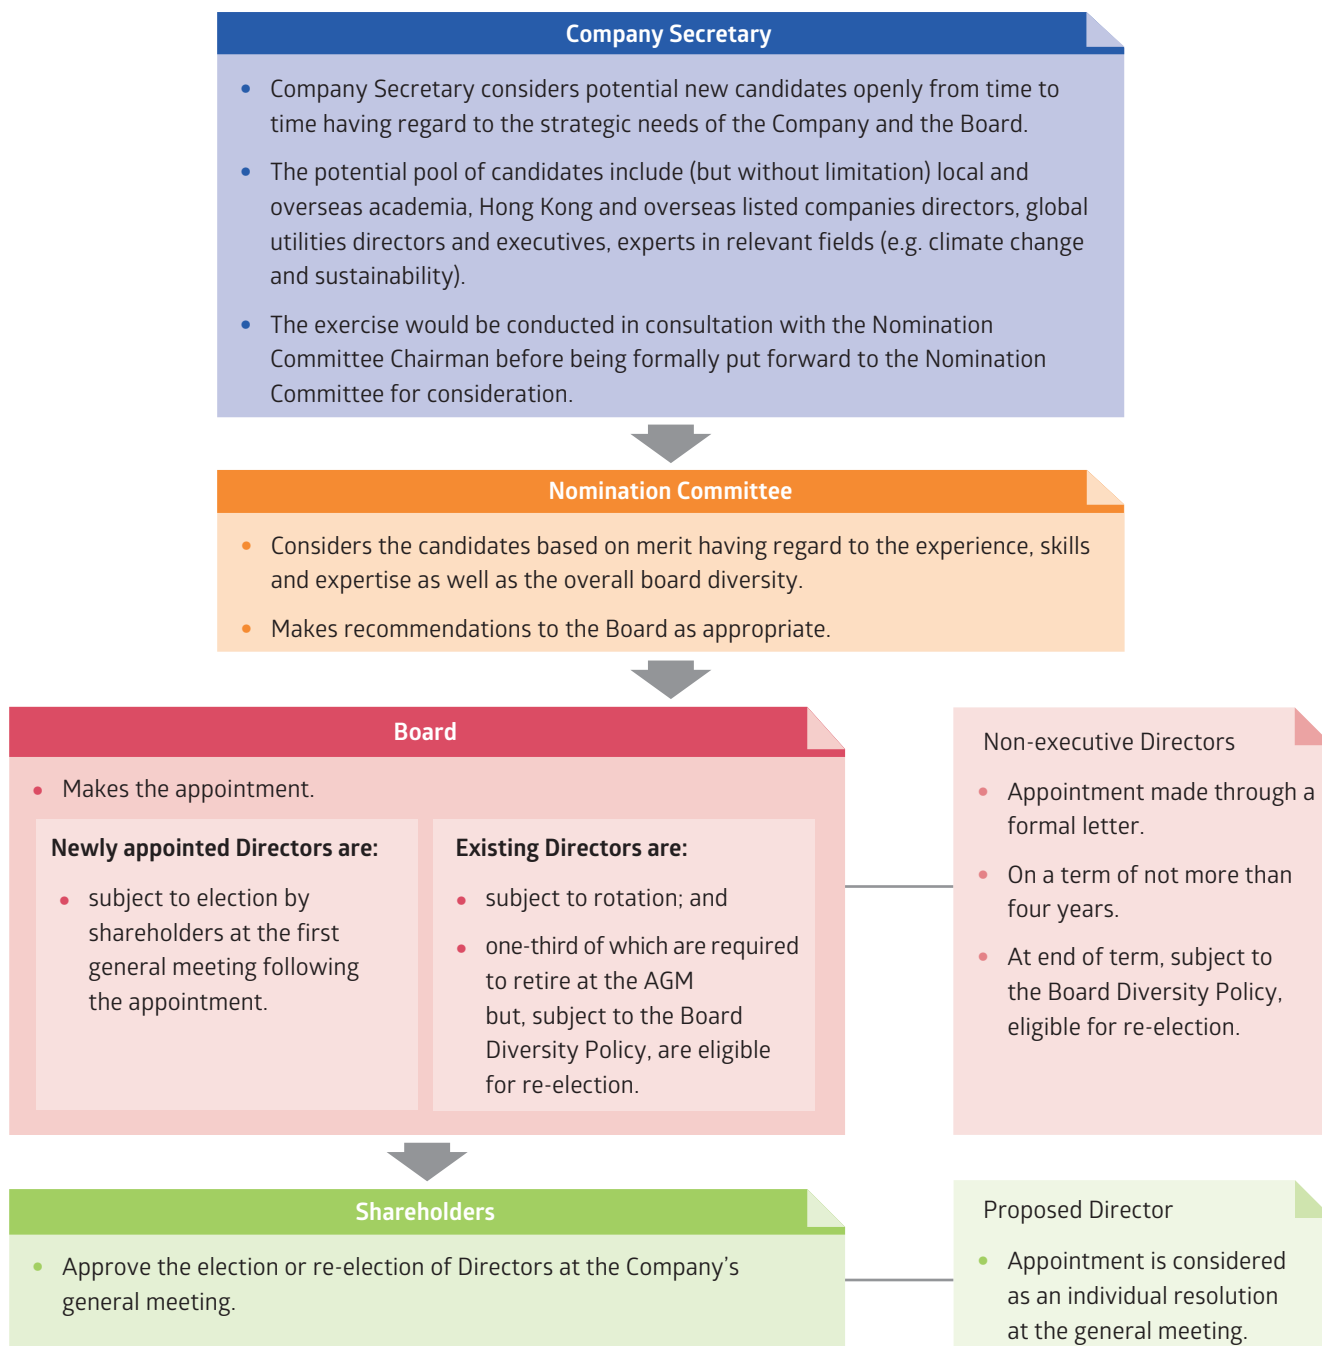 Company Secretary
• Company Secretary considers potential new candidates openly from time to
time having regard to the strategic needs of the Company and the Board.
• The potential pool of candidates include (but without limitation) local and
overseas academia, Hong Kong and overseas listed companies directors, global
utilities directors and executives, experts in relevant fields (e.g. climate change
and sustainability).
• The exercise would be conducted in consultation with the Nomination
Committee Chairman before being formally put forward to the Nomination
Committee for consideration.
Nomination Committee
• Considers the candidates based on merit having regard to the experience, skills
and expertise as well as the overall board diversity.
• Makes recommendations to the Board as appropriate.
Board
• Makes the appointment.
Newly appointed Directors are:
• subject to election by
shareholders at the first
general meeting following
the appointment.
Existing Directors are:
• subject to rotation; and
• one-third of which are required
to retire at the AGM
but, subject to the Board
Diversity Policy, are eligible
for re-election.
Non-executive Directors
• Appointment made through a
formal letter.
• On a term of not more than
four years.
• At end of term, subject to
the Board Diversity Policy,
eligible for re-election.
Shareholders
• Approve the election or re-election of Directors at the Company’s
general meeting.
Proposed Director
• Appointment is considered
as an individual resolution
at the general meeting.